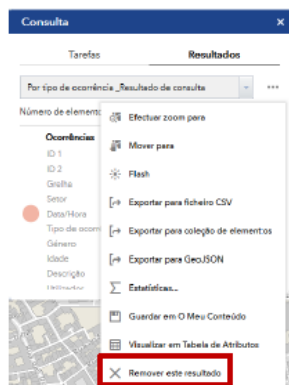 Consulta ×
Tarefas Resultados
Por tipo de ocorrência _Resultado de consulta
Número de elemento
Ocorrências
ID 1
ID 2
Grelha
Setor
Data/Hora
Tipo de ocorr
Género
Idade
Descrição
Utilizador
Efectuar zoom para
Mover para
Flash
Exportar para ficheiro CSV
Exportar para coleção de elementos
Exportar para GeoJSON
Estatísticas...
Guardar em O Meu Conteúdo
Visualizar em Tabela de Atributos
Remover este resultado